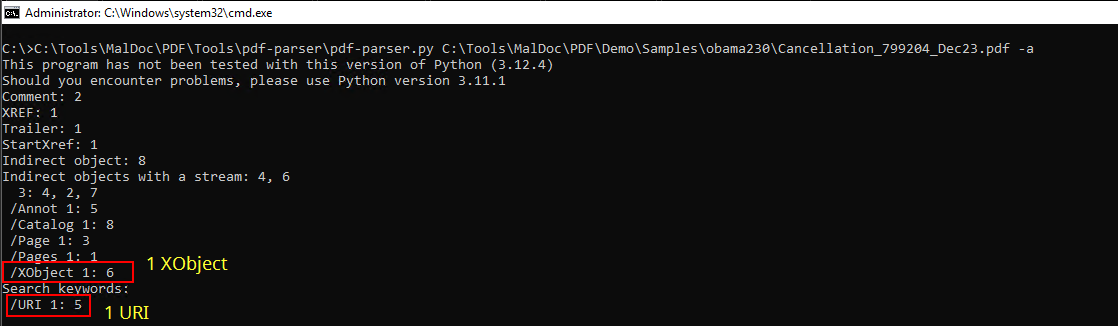 Administrator: C:\Windows\system32\cmd.exe
C:\>C:\Tools\MalDoc\PDF\Tools\pdf-parser\pdf-parser.py C:\Tools\MalDoc\PDF\Demo\Samples\obama230\Cancellation_799204_Dec23.pdf -a
This program has not been tested with this version of Python (3.12.4)
Should you encounter problems, please use Python version 3.11.1
Comment: 2
XREF: 1
Trailer: 1
StartXref: 1
Indirect object: 8
Indirect objects with a stream: 4, 6
  3: 4, 2, 7
 /Annot 1: 5
 /Catalog 1: 8
 /Page 1: 3
 /Pages 1: 1
 /XObject 1: 6 1 XObject
Search keywords:
 /URI 1: 5 1 URI